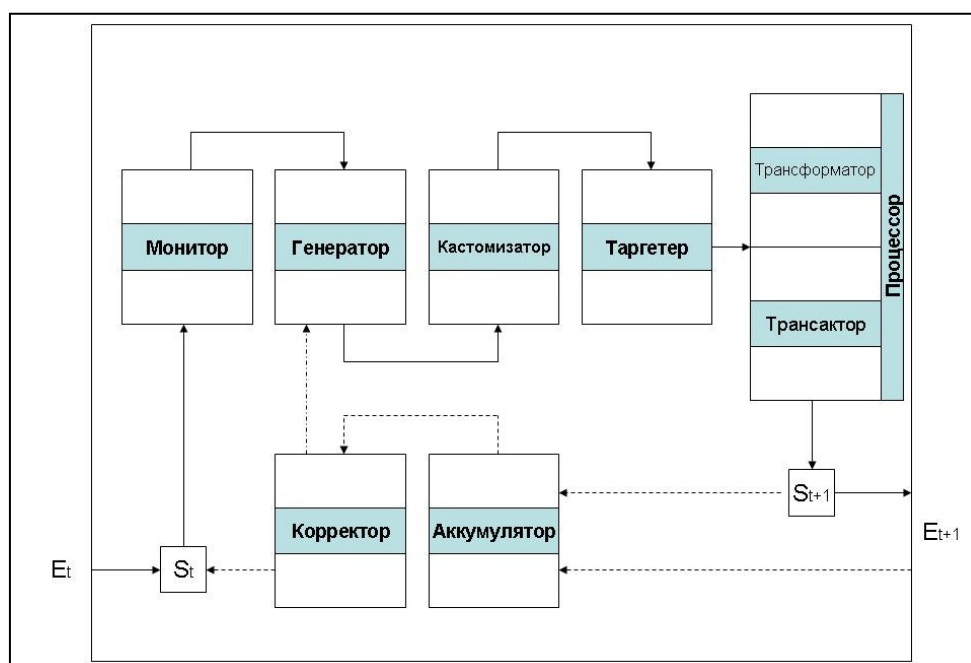 Трансформатор
Процессор
Монитор
Генератор
Кастомизатор
Таргетер
Трансактор
St+1
Корректор
Аккумулятор
Et+1
Et
St